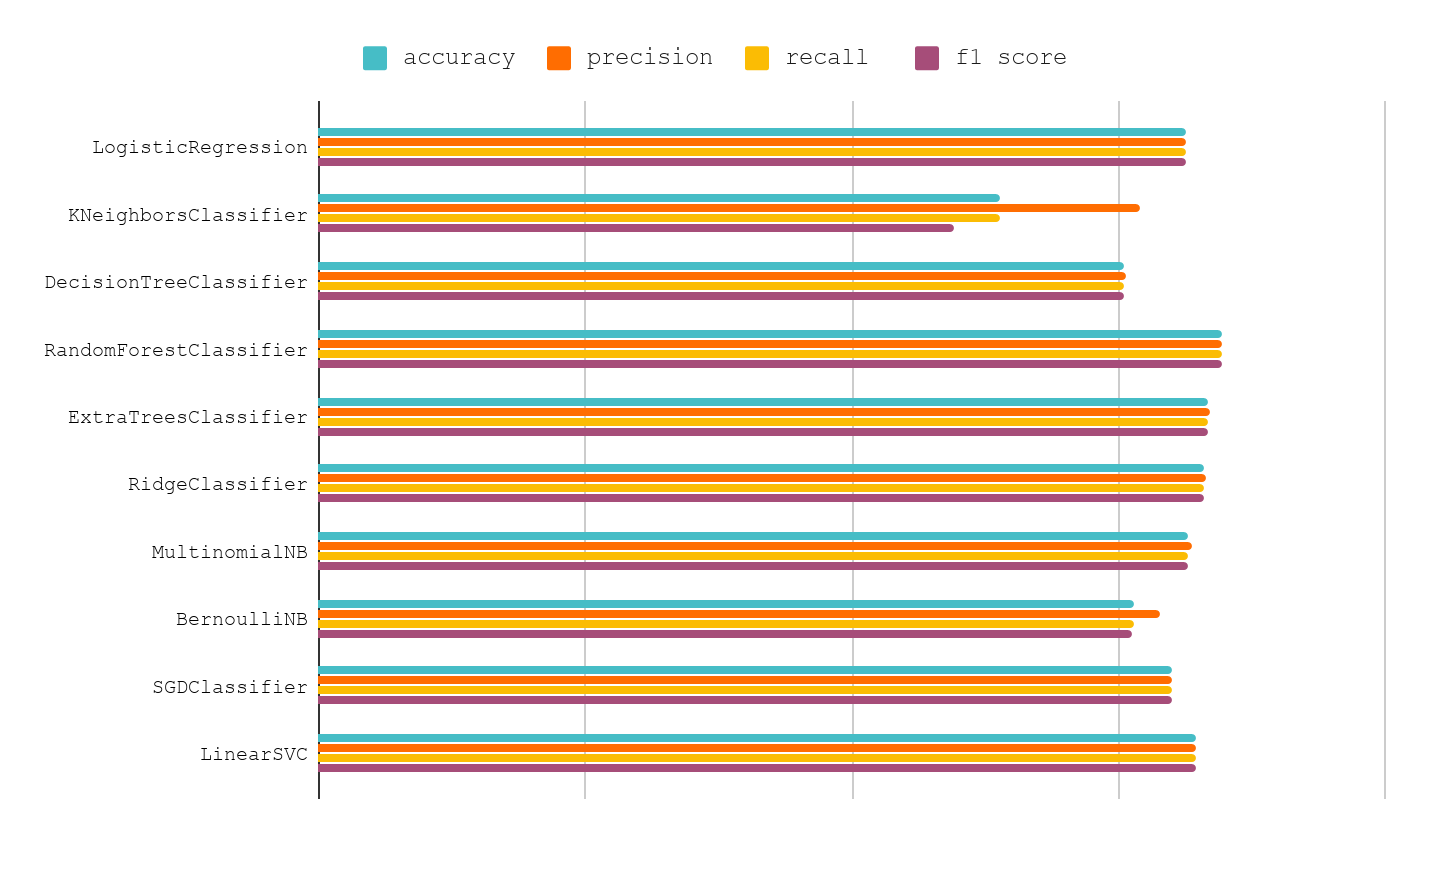 accuracy precision recall f1 score
LogisticRegression
KNeighborsClassifier
DecisionTreeClassifier
RandomForestClassifier
ExtraTreesClassifier
RidgeClassifier
MultinomialNB
BernoulliNB
SGDClassifier
LinearSVC